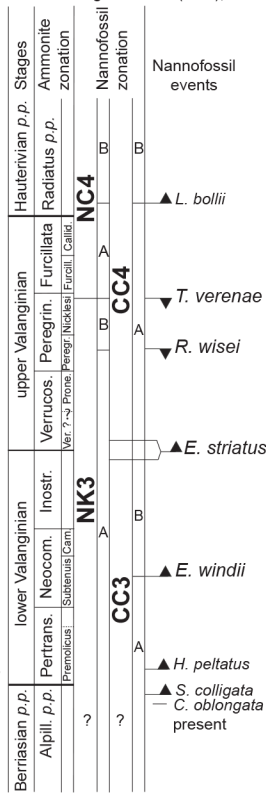 Stages
Ammonite
zonation
Nannofossil
zonation
Nannofossil
events
Hauterivian p.p.
Radiatus p.p.
NC4
B
B
L. bollii
upper Valanginian
Furcillata
Callid.
Furcill.
A
CC4
T. verenae
Peregrin.
Nicklesi
Peregr.
B
A
R. wisei
Verrucos.
Prone.
Ver. ?
E. striatus
lower Valanginian
Inostr.
NK3
A
B
Neocom.
Cam.
Subtenuis
E. windii
CC3
Pertrans.
Premolicus
A
H. peltatus
Berriasian p.p.
Alpill. p.p.
?
?
S. colligata
C. oblongata
present